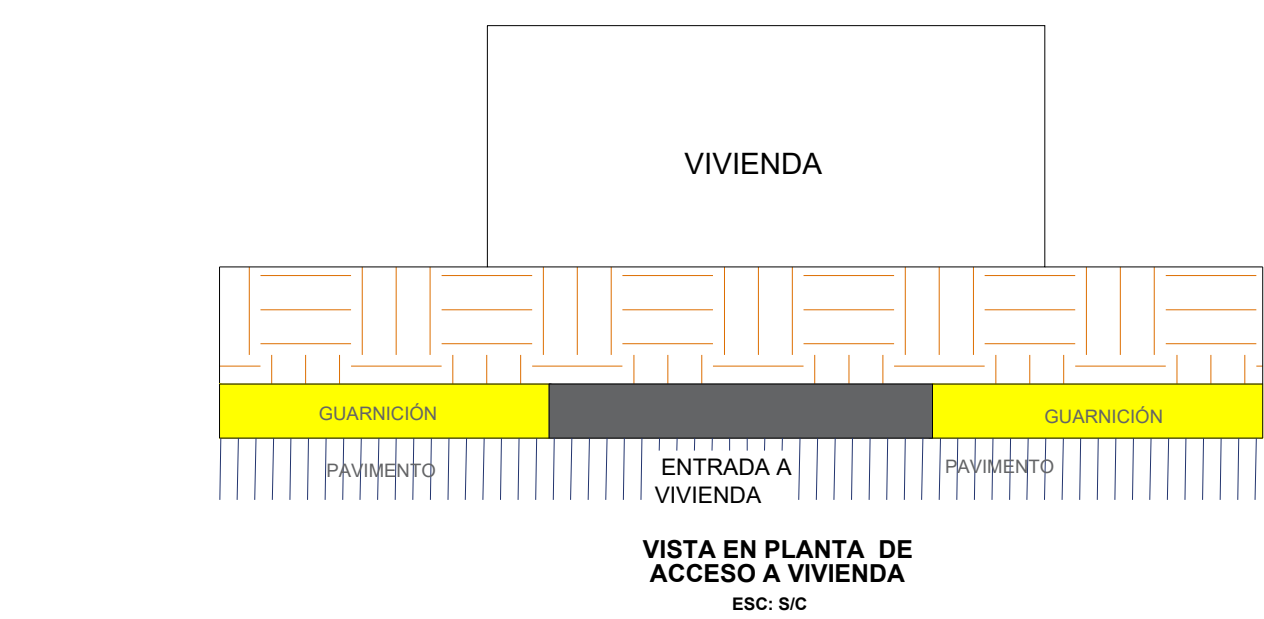 VIVIENDA
GUARNICIÓN
GUARNICIÓN
PAVIMENTO
ENTRADA A
VIVIENDA
PAVIMENTO
VISTA EN PLANTA DE
ACCESO A VIVIENDA
ESC: S/C